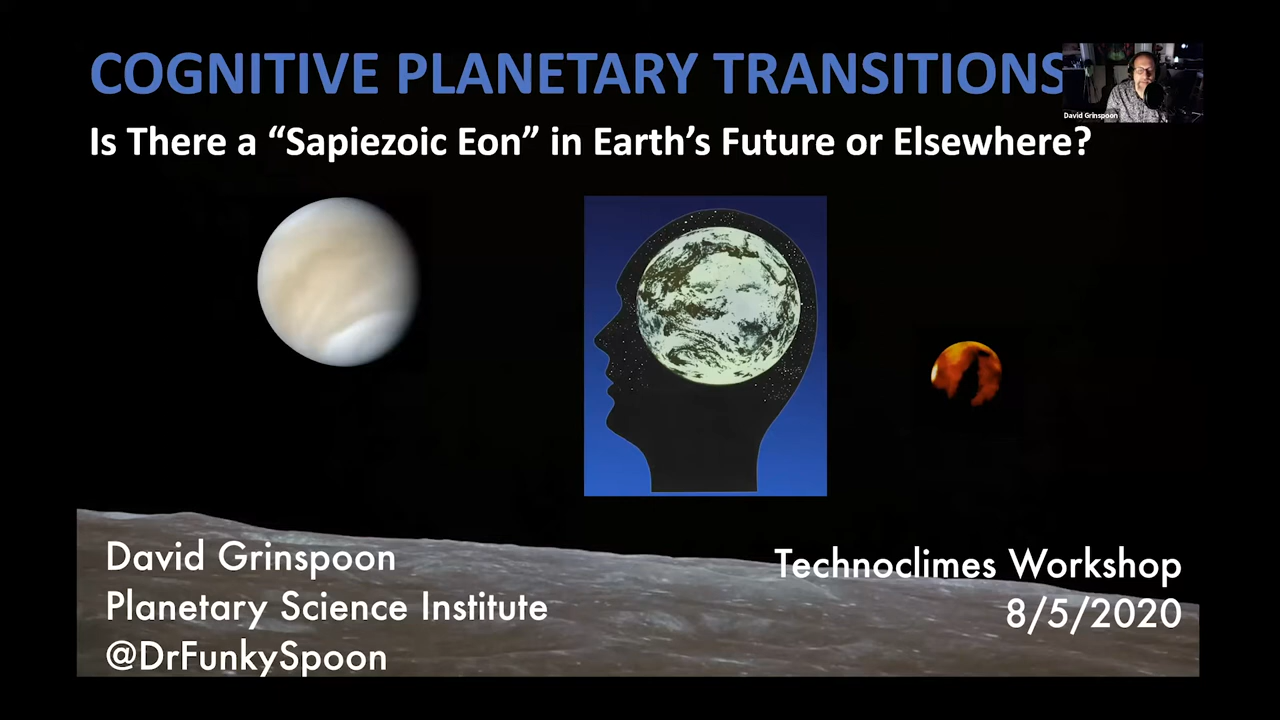 COGNITIVE PLANETARY TRANSITIONS
David Grinspoon
Is There a “Sapiezoic Eon” in Earth’s Future or Elsewhere?
David Grinspoon
Planetary Science Institute
@DrFunkySpoon
Technoclimes Workshop
8/5/2020